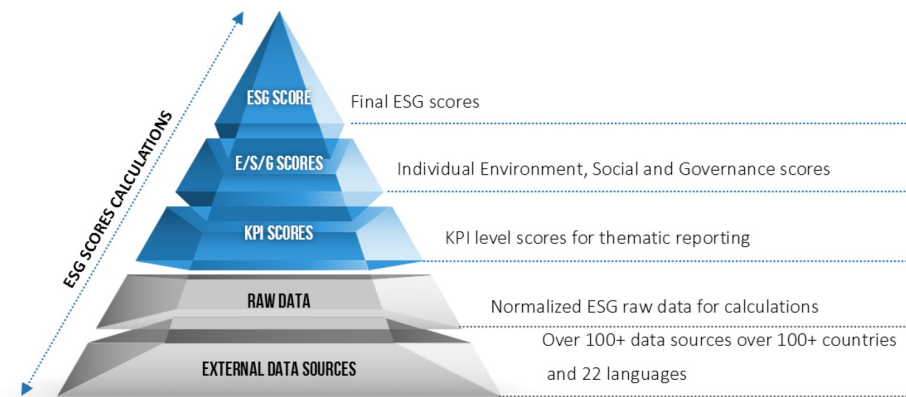 ESG SCORES CALCULATIONS
ESG SCORE
Final ESG scores
E/S/G SCORES
Individual Environment, Social and Governance scores
KPI SCORES
KPI level scores for thematic reporting
RAW DATA
Normalized ESG raw data for calculations
EXTERNAL DATA SOURCES
Over 100+ data sources over 100+ countries
and 22 languages